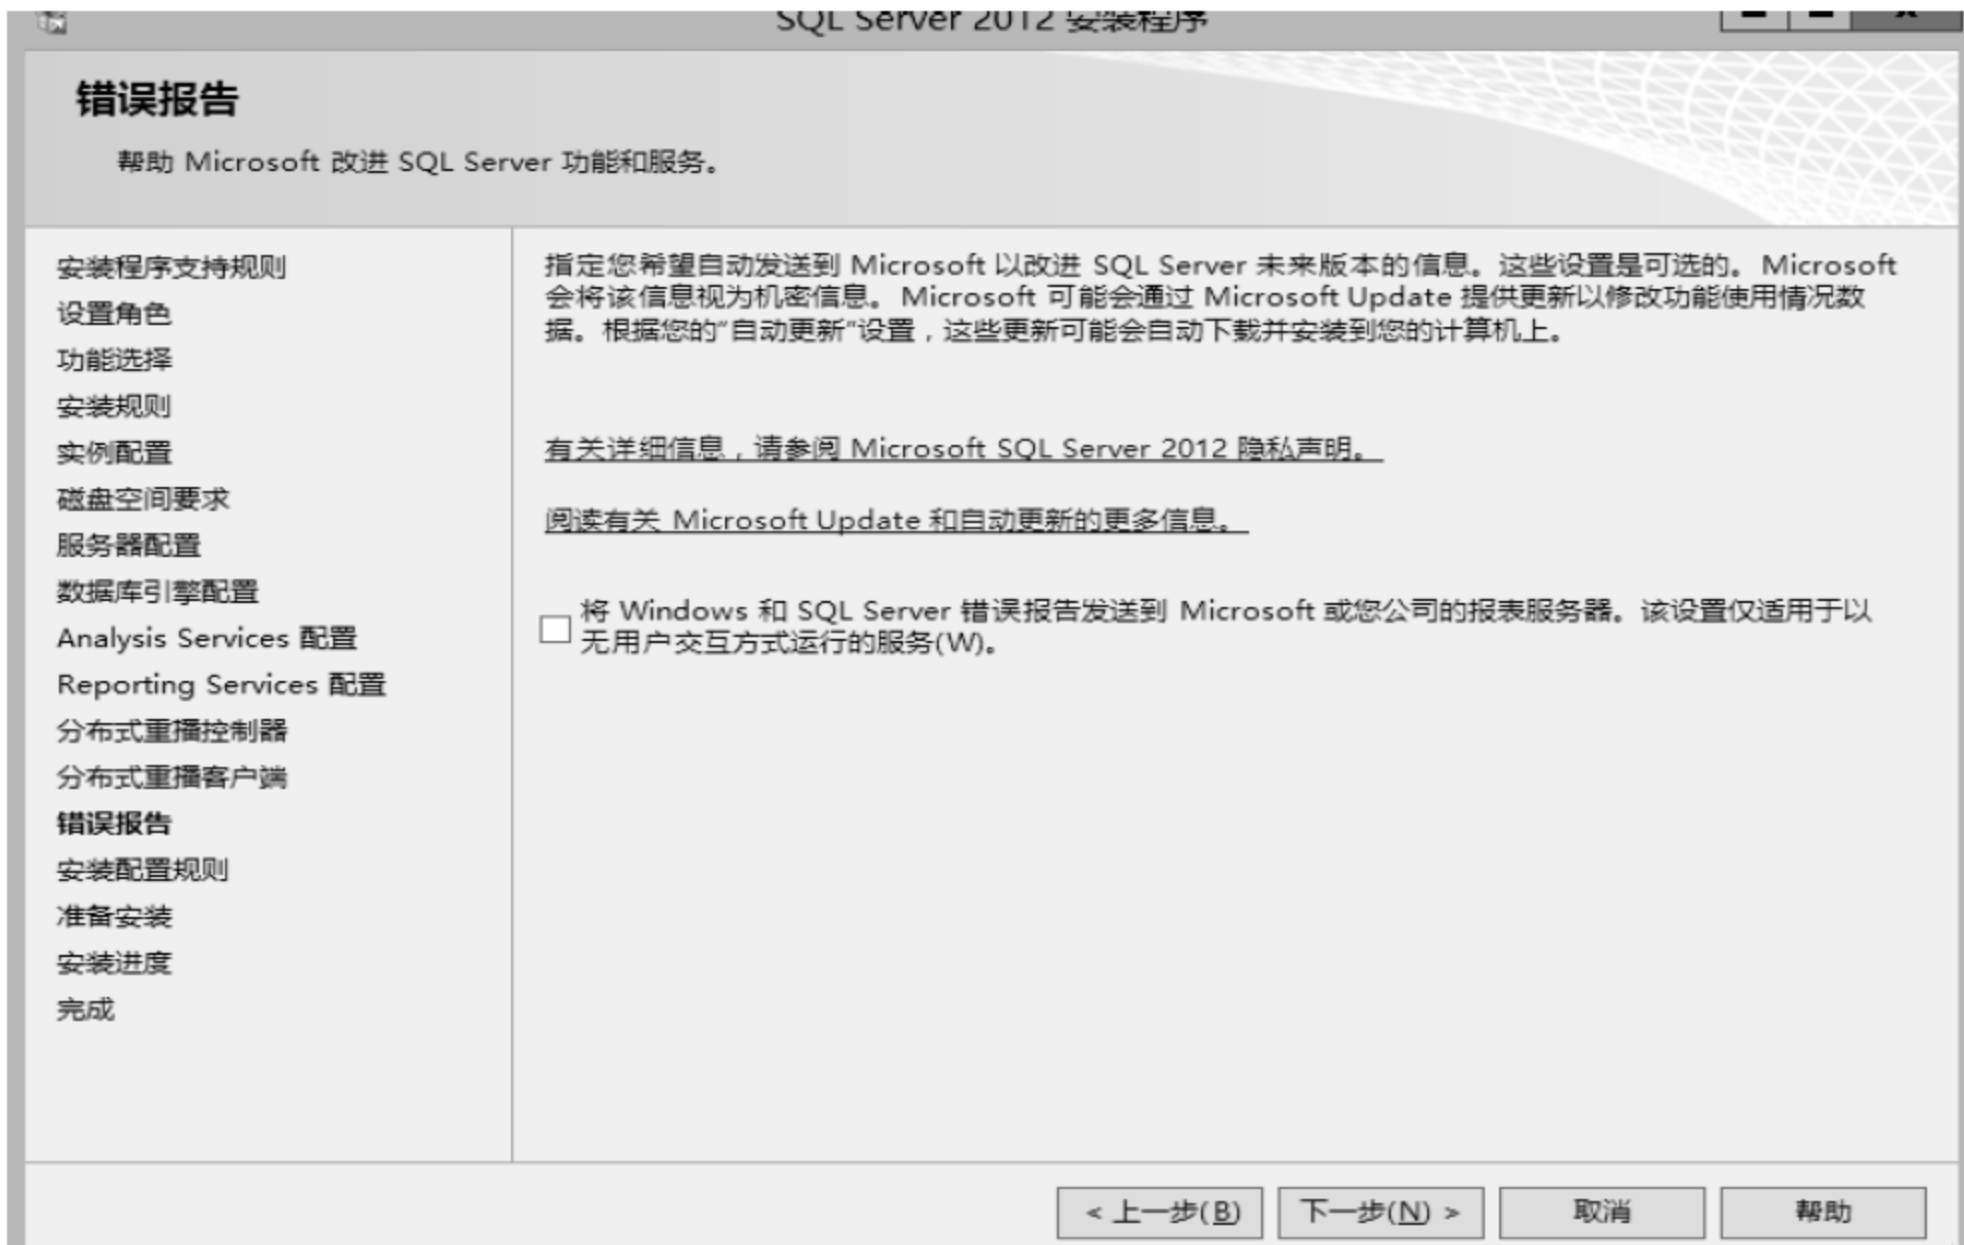 SQL Server 2012 安装程序
错误报告
帮助 Microsoft 改进 SQL Server 功能和服务。
安装程序支持规则
设置角色
功能选择
安装规则
实例配置
磁盘空间要求
服务器配置
数据库引擎配置
Analysis Services 配置
Reporting Services 配置
分布式重播控制器
分布式重播客户端
错误报告
安装配置规则
准备安装
安装进度
完成
指定您希望自动发送到 Microsoft 以改进 SQL Server 未来版本的信息。这些设置是可选的。Microsoft
会将该信息视为机密信息。Microsoft 可能会通过 Microsoft Update 提供更新以修改功能使用情况数
据。根据您的"自动更新"设置，这些更新可能会自动下载并安装到您的计算机上。
有关详细信息，请参阅 Microsoft SQL Server 2012 隐私声明。
阅读有关 Microsoft Update 和自动更新的更多信息。
将 Windows 和 SQL Server 错误报告发送到 Microsoft 或您公司的报表服务器。该设置仅适用于以
无用户交互方式运行的服务(W)。
< 上一步(B)
下一步(N) >
取消
帮助